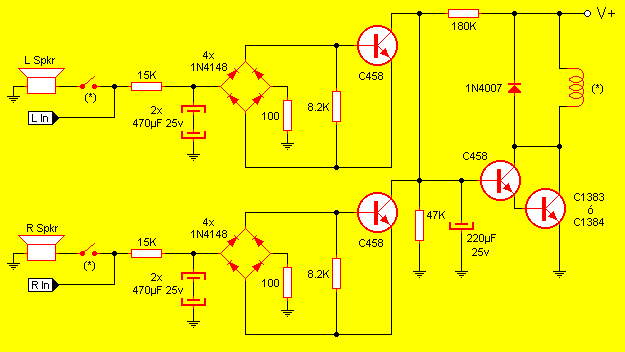 V+
180K
4x
1N4148
L Spkr
15K
C458
1N4007
(*)
(*)
L In
2x
470µF 25v
100
8.2K
C458
C1383
ó
C1384
4x
1N4148
R Spkr
15K
C458
47K
220µF
25v
(*)
R In
2x
470µF 25v
100
8.2K